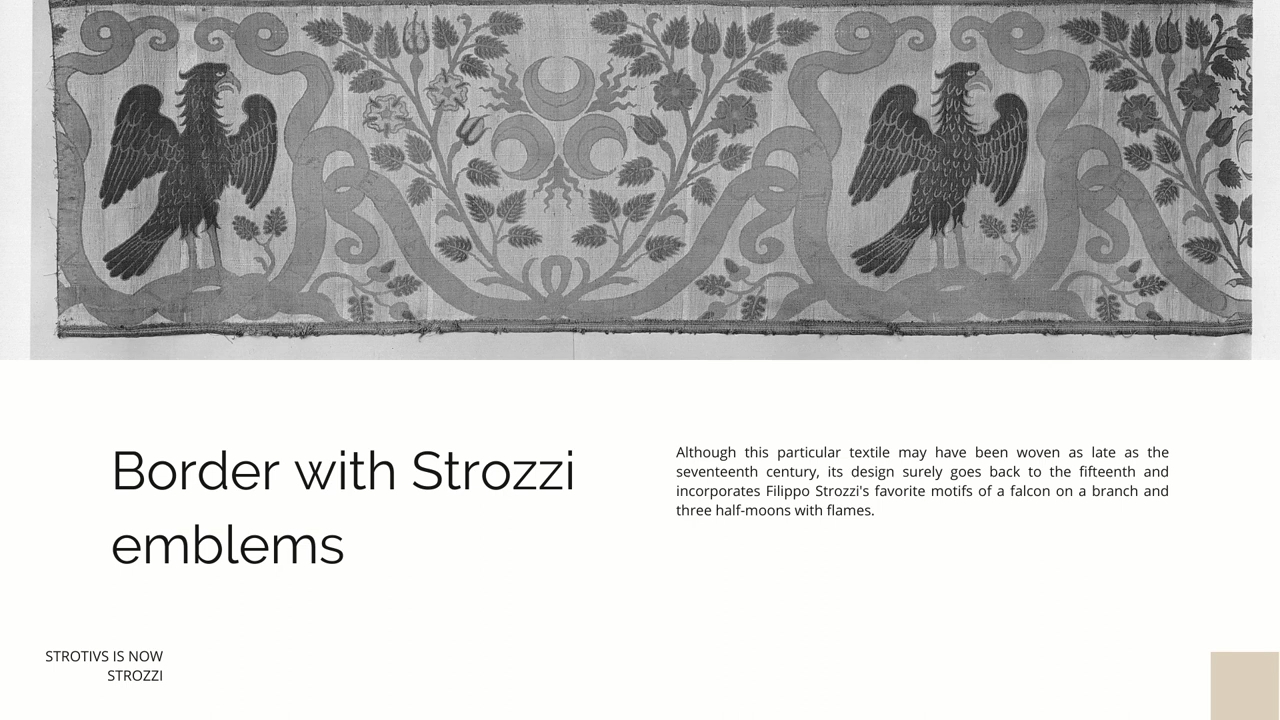 Border with Strozzi
emblems
Although this particular textile may have been woven as late as the
seventeenth century, its design surely goes back to the fifteenth and
incorporates Filippo Strozzi's favorite motifs of a falcon on a branch and
three half-moons with flames.
STROTIVS IS NOW
STROZZI